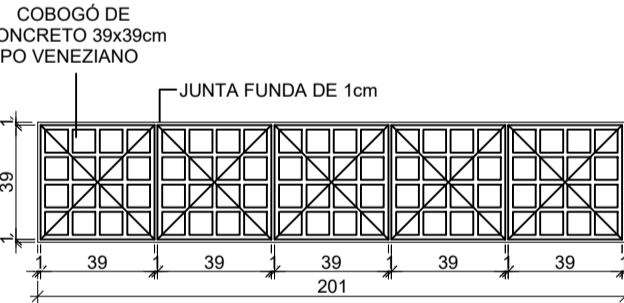 COBOGÓ DE
ONCRETO 39x39cm
PO VENEZIANO
JUNTA FUNDA DE 1cm
1
39
1
1 39 1 39 1 39 1 39 1 39 1
201